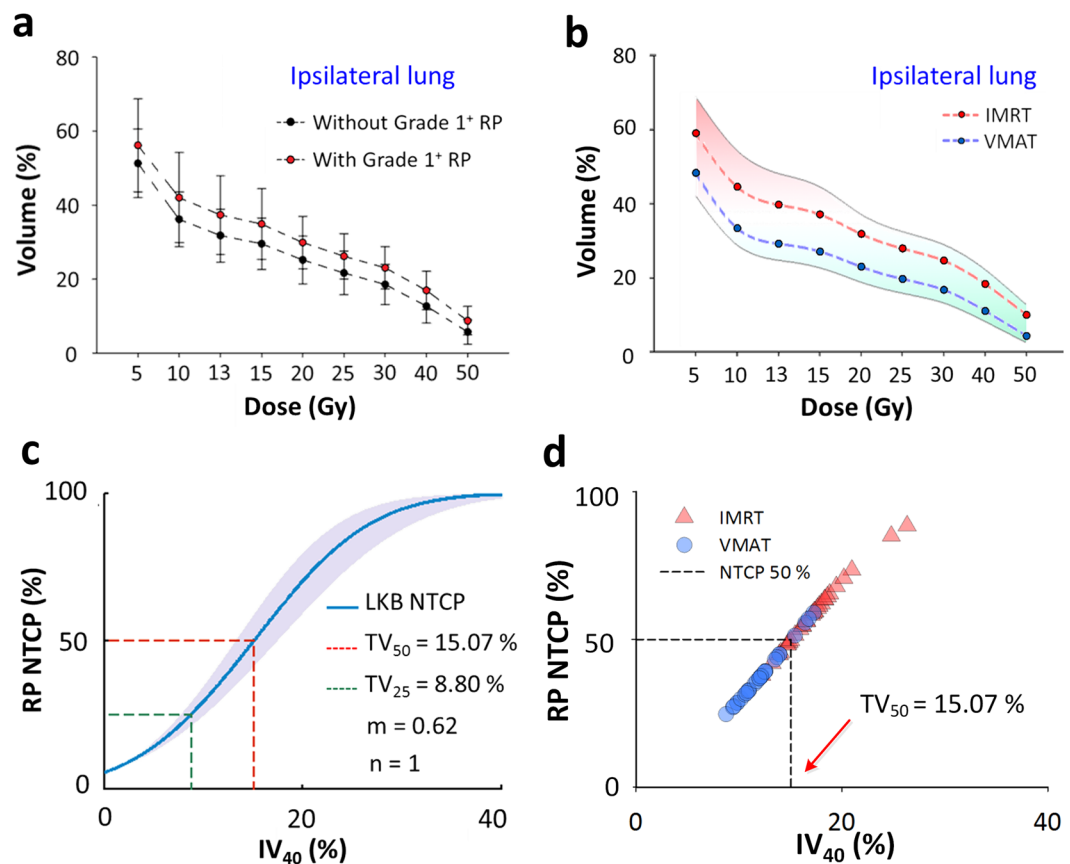 a
Ipsilateral lung
Without Grade 1⁺ RP
With Grade 1⁺ RP
Volume (%)
80
60
40
20
0
5 10 13 15 20 25 30 40 50
Dose (Gy)
b
Ipsilateral lung
IMRT
VMAT
Volume (%)
80
60
40
20
0
5 10 13 15 20 25 30 40 50
Dose (Gy)
c
RP NTCP (%)
100
50
0
LKB NTCP
TV₅₀ = 15.07 %
TV₂₅ = 8.80 %
m = 0.62
n = 1
0 20 40
IV₄₀ (%)
d
RP NTCP (%)
100
50
0
IMRT
VMAT
NTCP 50 %
TV₅₀ = 15.07 %
0 20 40
IV₄₀ (%)